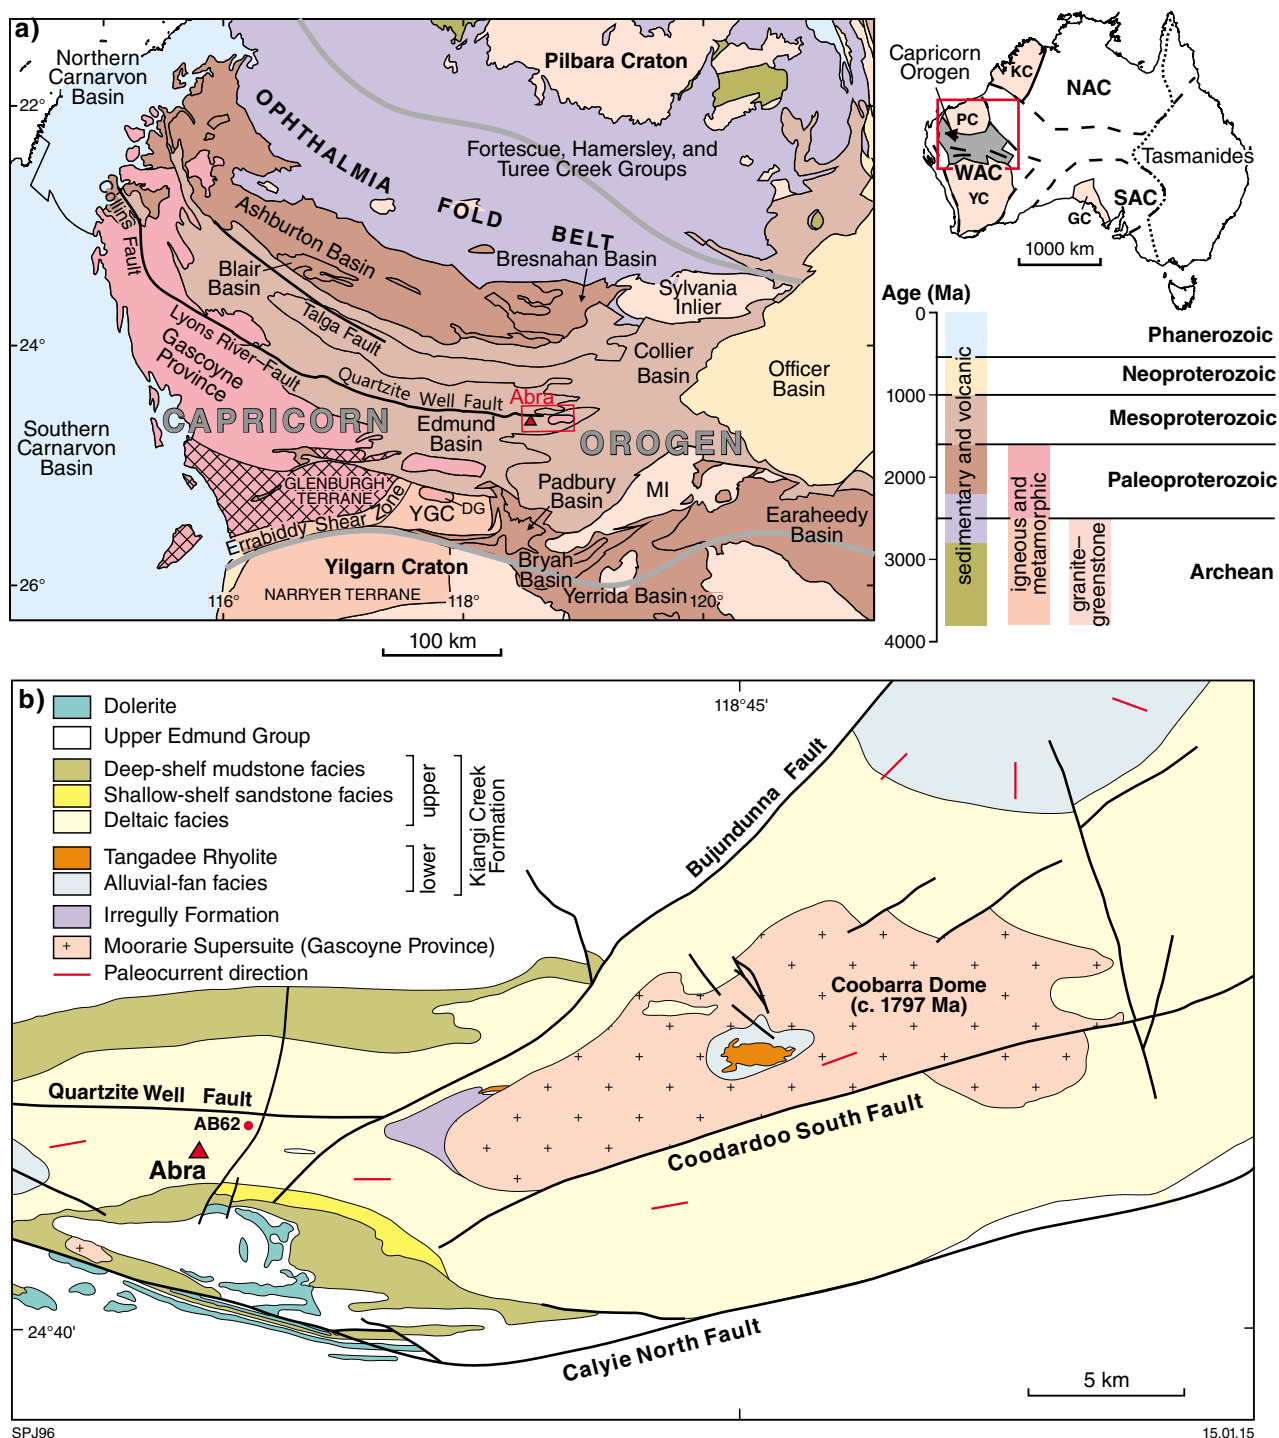 a)
Northern
Carnarvon
Basin
22°
24°
26°
Pilbara Craton
OPHTHALMIA
FOLD
BELT
Fortescue, Hamersley, and
Turee Creek Groups
Collins Fault
Ashburton Basin
Bresnahan Basin
Blair
Basin
Sylvania
Inlier
Talga Fault
Lyons River Fault
Gascoyne
Province
Collier
Basin
Officer
Basin
Quartzite Well Fault
Abra
CAPRICORN
OROGEN
Edmund
Basin
Southern
Carnarvon
Basin
GLENBURGH
TERRANE
Padbury
Basin
MI
YGC
DG
Errabiddy Shear Zone
Earaheedy
Basin
Yilgarn Craton
Bryah
Basin
NARRYER TERRANE
Yerrida Basin
116°
118°
120°
100 km
Capricorn
Orogen
KC
NAC
PC
Tasmanides
WAC
YC
SAC
GC
1000 km
Age (Ma)
0
1000
2000
3000
4000
sedimentary and volcanic
igneous and
metamorphic
granite–
greenstone
Phanerozoic
Neoproterozoic
Mesoproterozoic
Paleoproterozoic
Archean
b)
Dolerite
Upper Edmund Group
Deep-shelf mudstone facies
Shallow-shelf sandstone facies
Deltaic facies
Tangadee Rhyolite
Alluvial-fan facies
Irregully Formation
Moorarie Supersuite (Gascoyne Province)
Paleocurrent direction
upper
lower
Kiangi Creek
Formation
118°45'
Bujundunna Fault
Coobarra Dome
(c. 1797 Ma)
Quartzite Well Fault
AB62
Abra
Coodardoo South Fault
24°40'
Calyie North Fault
5 km
SPJ96
15.01.15